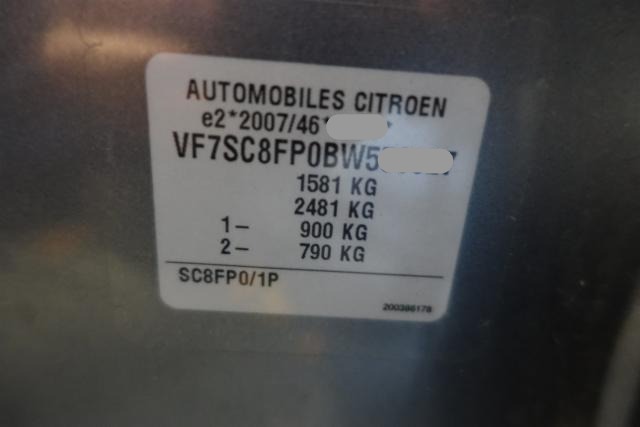 AUTOMOBILES CITROEN
e2*2007/46*
VF7SC8FP0BW5
1581 KG
2481 KG
1– 900 KG
2– 790 KG
SC8FP0/1P
200386178